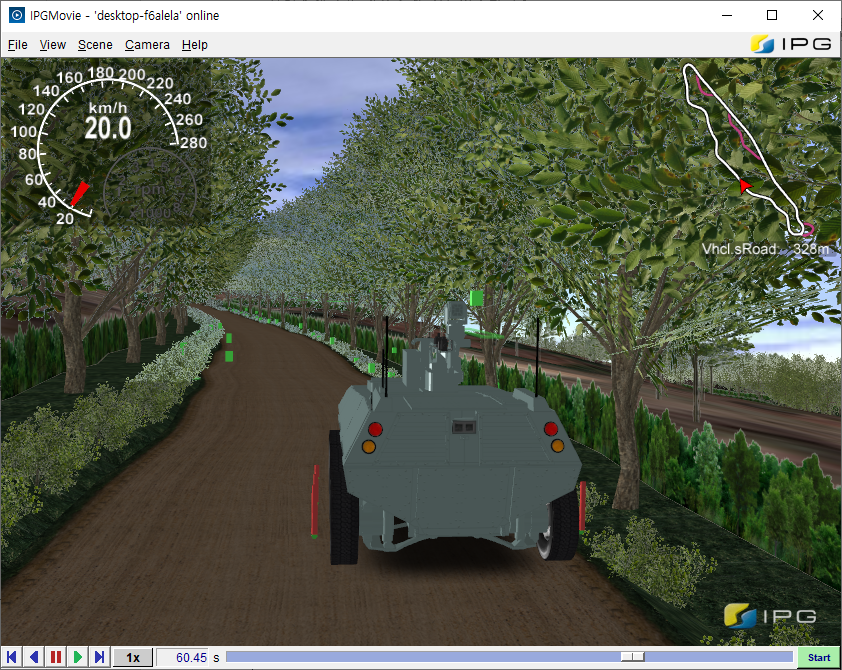 IPGMovie - 'desktop-f6alela' online
File View Scene Camera Help
IPG
20 40 60 80 100 120 140 160 180 200 220 240 260 280
km/h
20.0
rpm
Vhcl.sRoad: 328m
IPG
1x 60.45 s Start